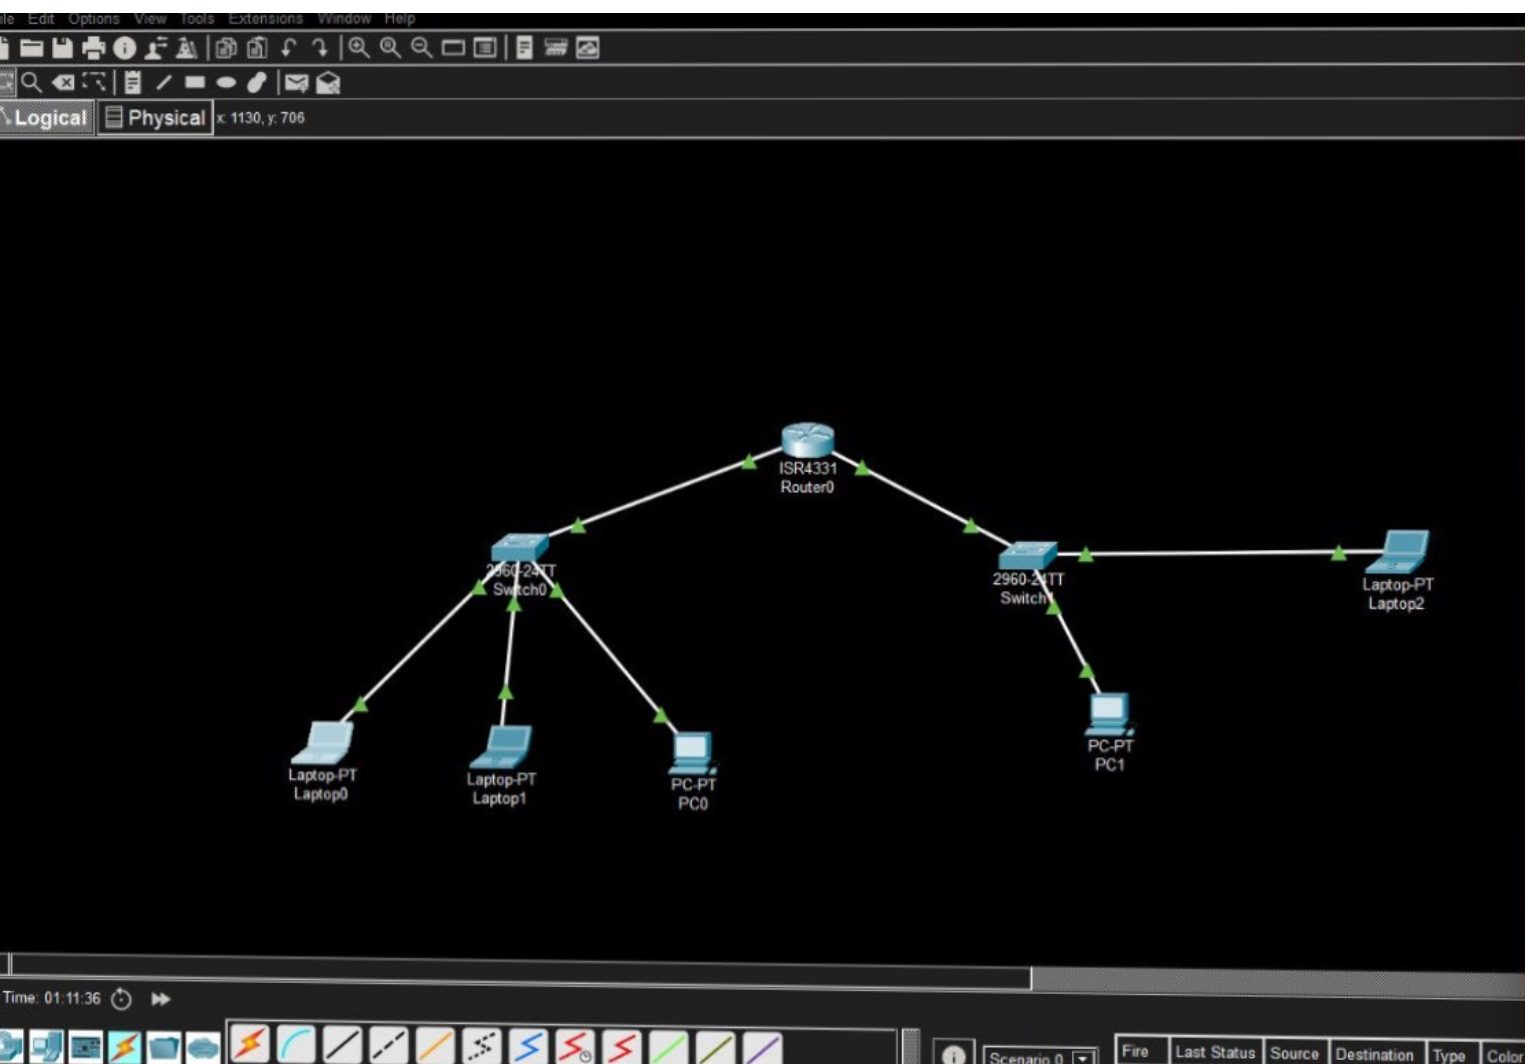 Edit Options View Tools Extensions Window Help
Logical Physical x: 1130, y: 706
ISR4331
Router0
2960-24TT
Switch0
2960-24TT
Switch1
Laptop-PT
Laptop2
Laptop-PT
Laptop0
Laptop-PT
Laptop1
PC-PT
PC0
PC-PT
PC1
Time: 01:11:36
Scenario 0
Fire Last Status Source Destination Type Color